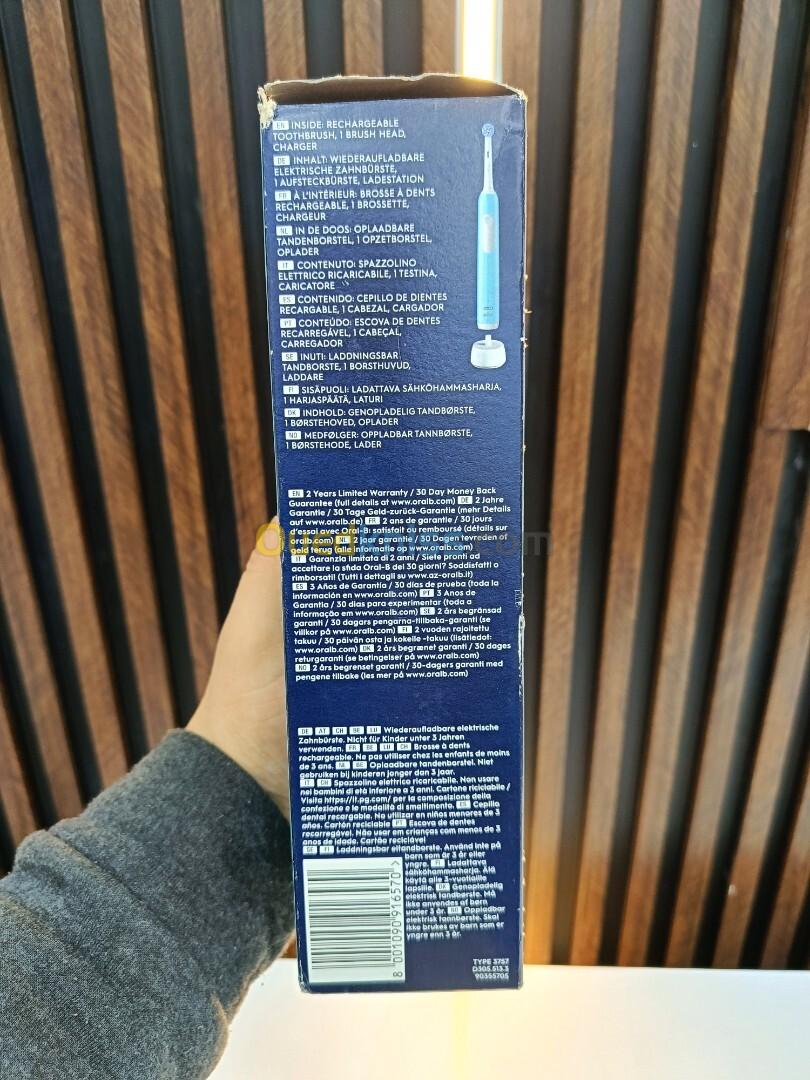 EN INSIDE: RECHARGEABLE
TOOTHBRUSH, 1 BRUSH HEAD,
CHARGER
DE INHALT: WIEDERAUFLADBARE
ELEKTRISCHE ZAHNBÜRSTE,
1 AUFSTECKBÜRSTE, LADESTATION
FR À L'INTÉRIEUR: BROSSE À DENTS
RECHARGEABLE, 1 BROSSETTE,
CHARGEUR
NL IN DE DOOS: OPLAADBARE
TANDENBORSTEL, 1 OPZETBORSTEL,
OPLADER
IT CONTENUTO: SPAZZOLINO
ELETTRICO RICARICABILE, 1 TESTINA,
CARICATORE
ES CONTENIDO: CEPILLO DE DIENTES
RECARGABLE, 1 CABEZAL, CARGADOR
PT CONTEÚDO: ESCOVA DE DENTES
RECARREGÁVEL, 1 CABEÇAL,
CARREGADOR
SE INUTI: LADDNINGSBAR
TANDBORSTE, 1 BORSTHUVUD,
LADDARE
FI SISÄPUOLI: LADATTAVA SÄHKÖHAMMASHARJA,
1 HARJASPÄÄTÄ, LATURI
DK INDHOLD: GENOPLADELIG TANDBØRSTE,
1 BØRSTEHOVED, OPLADER
NO MEDFØLGER: OPPLADBAR TANNBØRSTE,
1 BØRSTEHODE, LADER
EN 2 Years Limited Warranty / 30 Day Money Back
Guarantee (full details at www.oralb.com) DE 2 Jahre
Garantie / 30 Tage Geld-zurück-Garantie (mehr Details
auf www.oralb.de) FR 2 ans de garantie / 30 jours
d'essai avec Oral-B: satisfait ou remboursé (détails sur
oralb.com) NL 2 jaar garantie / 30 Dagen tevreden of
geld terug (alle informatie op www.oralb.com)
IT Garanzia limitata di 2 anni / Siete pronti ad
accettare la sfida Oral-B dei 30 giorni? Soddisfatti o
rimborsati! (Tutti i dettagli su www.az-oralb.it)
ES 3 Años de Garantía / 30 días de prueba (toda la
información en www.oralb.com) PT 3 Anos de
Garantia / 30 dias para experimentar (toda a
informação em www.oralb.com) SE 2 års begränsad
garanti / 30 dagars pengarna-tillbaka-garanti (se
villkor på www.oralb.com) FI 2 vuoden rajoitettu
takuu / 30 päivän osta ja kokeile -takuu (lisätiedot:
www.oralb.com) DK 2 års begrænset garanti / 30 dages
returgaranti (se betingelser på www.oralb.com)
NO 2 års begrenset garanti / 30-dagers garanti med
pengene tilbake (les mer på www.oralb.com)
DE AT CH BE LU Wiederaufladbare elektrische
Zahnbürste. Nicht für Kinder unter 3 Jahren
verwenden. FR BE LU CH Brosse à dents
rechargeable. Ne pas utiliser chez les enfants de moins
de 3 ans. NL BE Oplaadbare tandenborstel. Niet
gebruiken bij kinderen jonger dan 3 jaar.
IT CH Spazzolino elettrico ricaricabile. Non usare
nei bambini di età inferiore a 3 anni. Cartone riciclabile /
Visita https://it.pg.com/ per la composizione della
confezione e le modalità di smaltimento. ES Cepillo
dental recargable. No utilizar en niños menores de 3
años. Cartón reciclable PT Escova de dentes
recarregável. Não usar em crianças com menos de 3
anos de idade. Cartão reciclável
SE FI Laddningsbar eltandborste. Använd inte på
barn som är 3 år eller
yngre. FI Ladattava
sähköhammasharja. Älä
käytä alle 3-vuotiaille
lapsille. DK Genopladelig
elektrisk tandbørste. Må
ikke anvendes af børn
under 3 år. NO Oppladbar
elektrisk tannbørste. Skal
ikke brukes av barn som er
yngre enn 3 år.
8 001090 916570 >
TYPE 3757
D305.513.3
90355705